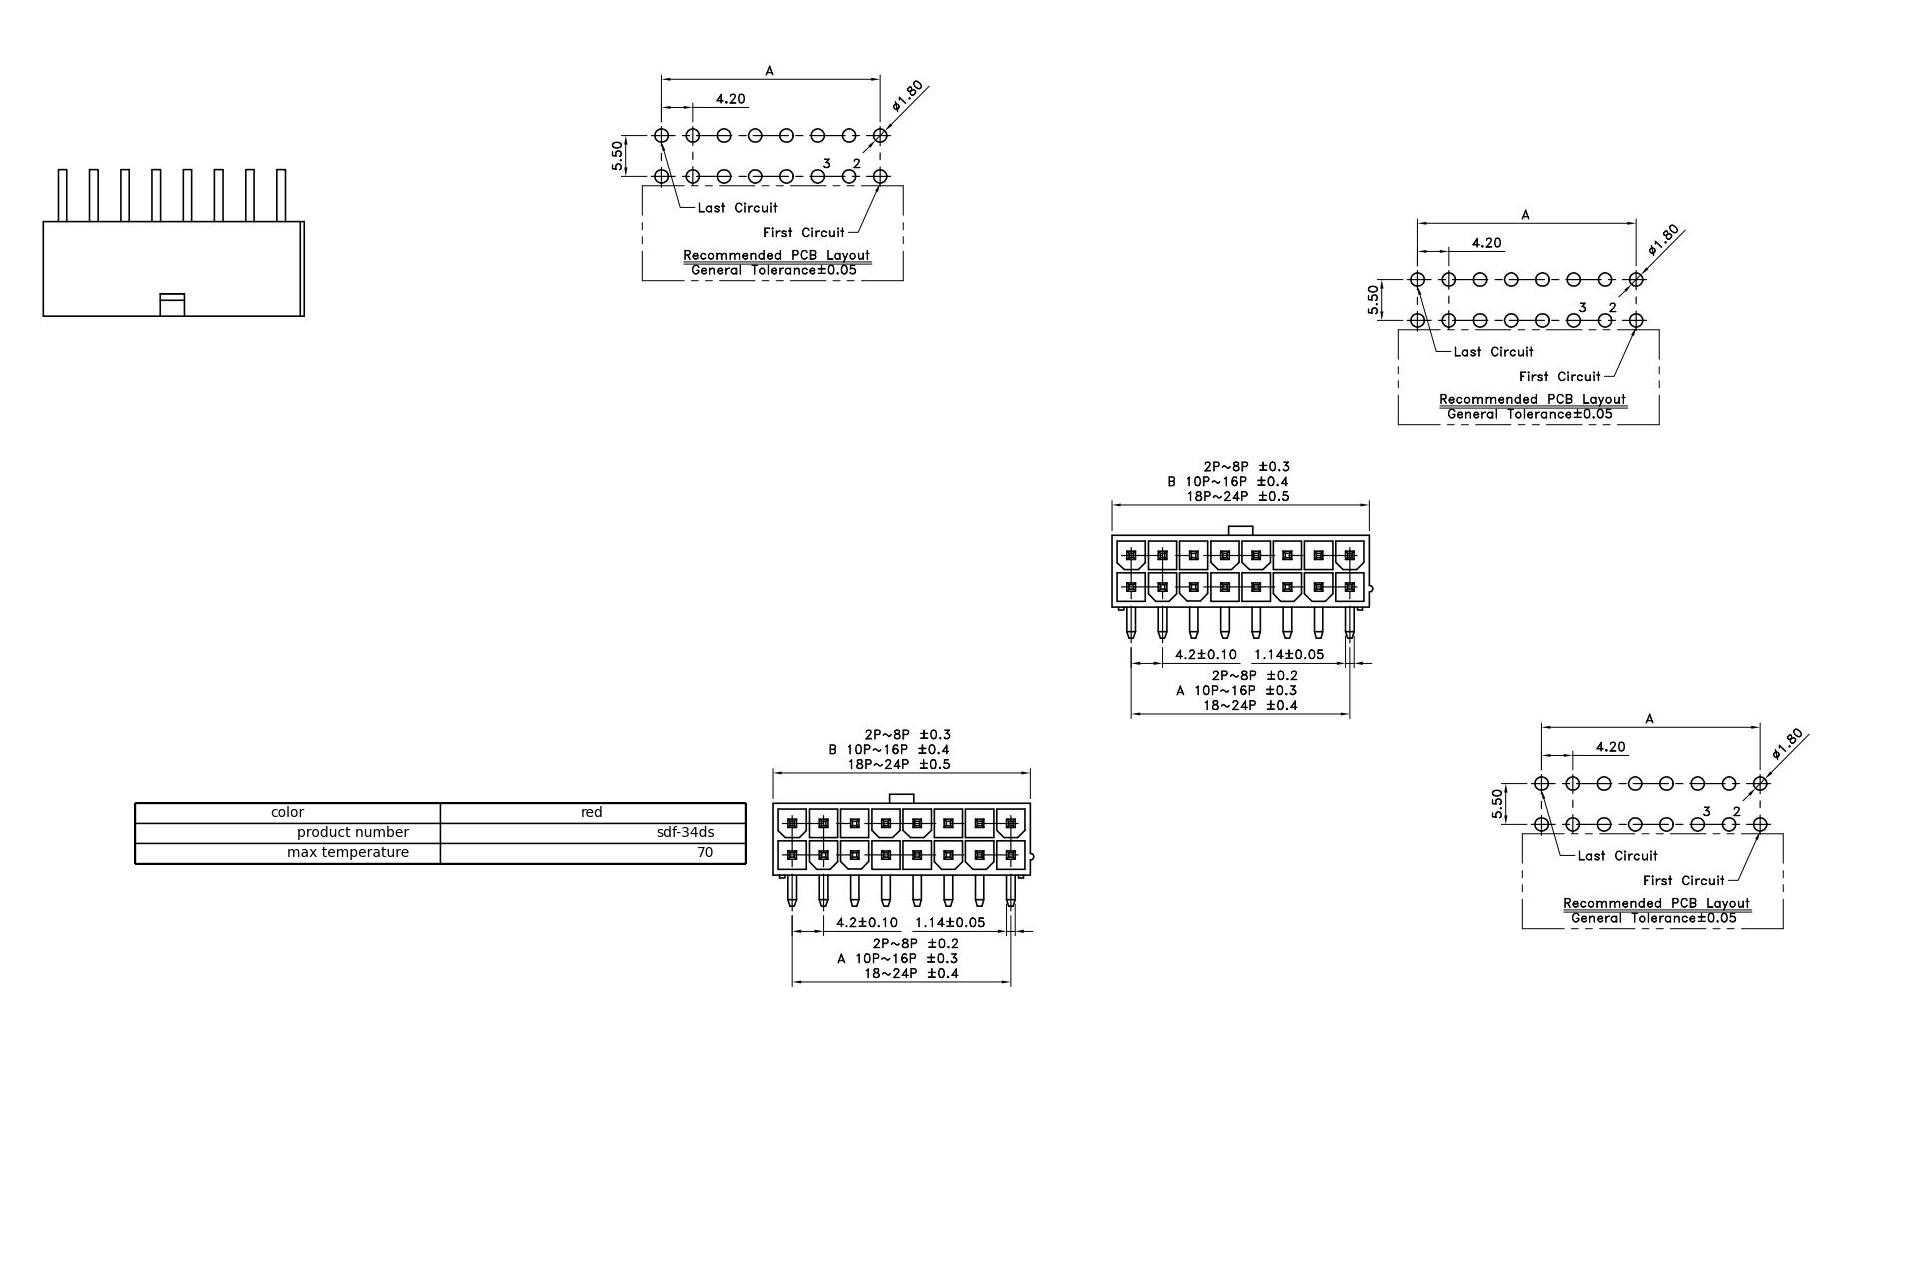 A
4.20
ø1.80
5.50
3 2
Last Circuit
First Circuit
Recommended PCB Layout
General Tolerance±0.05
A
4.20
ø1.80
5.50
3 2
Last Circuit
First Circuit
Recommended PCB Layout
General Tolerance±0.05
2P~8P ±0.3
B 10P~16P ±0.4
18P~24P ±0.5
4.2±0.10 1.14±0.05
2P~8P ±0.2
A 10P~16P ±0.3
18~24P ±0.4
color red
product number sdf-34ds
max temperature 70
2P~8P ±0.3
B 10P~16P ±0.4
18P~24P ±0.5
4.2±0.10 1.14±0.05
2P~8P ±0.2
A 10P~16P ±0.3
18~24P ±0.4
A
4.20
ø1.80
5.50
3 2
Last Circuit
First Circuit
Recommended PCB Layout
General Tolerance±0.05